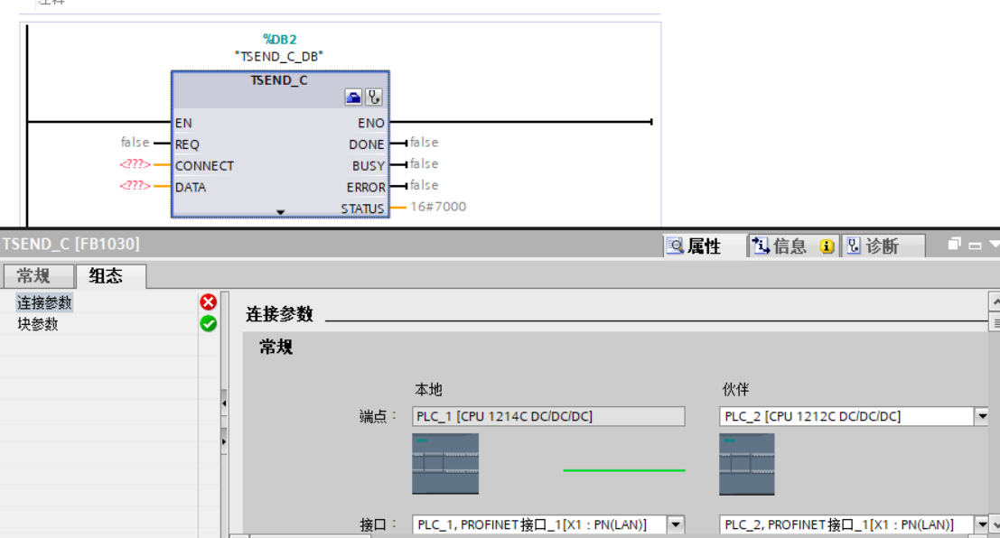 注释
%DB2
"TSEND_C_DB"
TSEND_C
EN ENO
false REQ DONE false
<???> CONNECT BUSY false
<???> DATA ERROR false
STATUS 16#7000
TSEND_C [FB1030] 属性 信息 诊断
常规 组态
连接参数
块参数
连接参数
常规
本地 伙伴
端点： PLC_1 [CPU 1214C DC/DC/DC] PLC_2 [CPU 1212C DC/DC/DC]
接口： PLC_1, PROFINET接口_1[X1 : PN(LAN)] PLC_2, PROFINET接口_1[X1 : PN(LAN)]